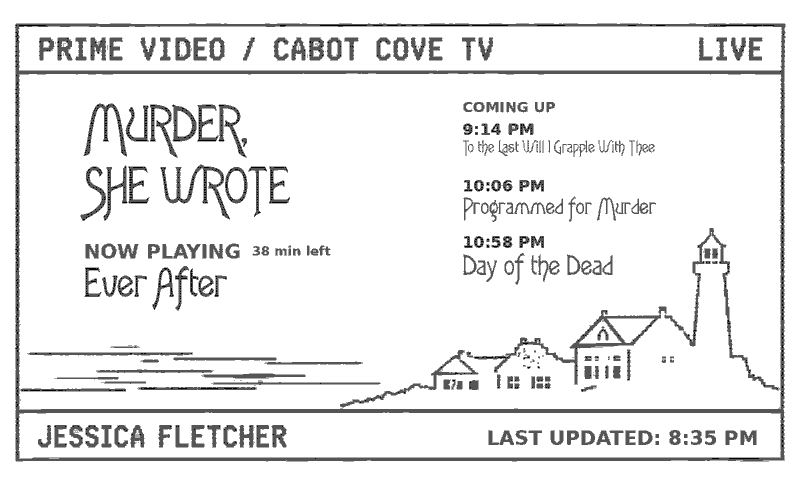 PRIME VIDEO / CABOT COVE TV
LIVE
MURDER,
SHE WROTE
NOW PLAYING 38 min left
Ever After
COMING UP
9:14 PM
To the Last Will I Grapple With Thee
10:06 PM
Programmed for Murder
10:58 PM
Day of the Dead
JESSICA FLETCHER
LAST UPDATED: 8:35 PM